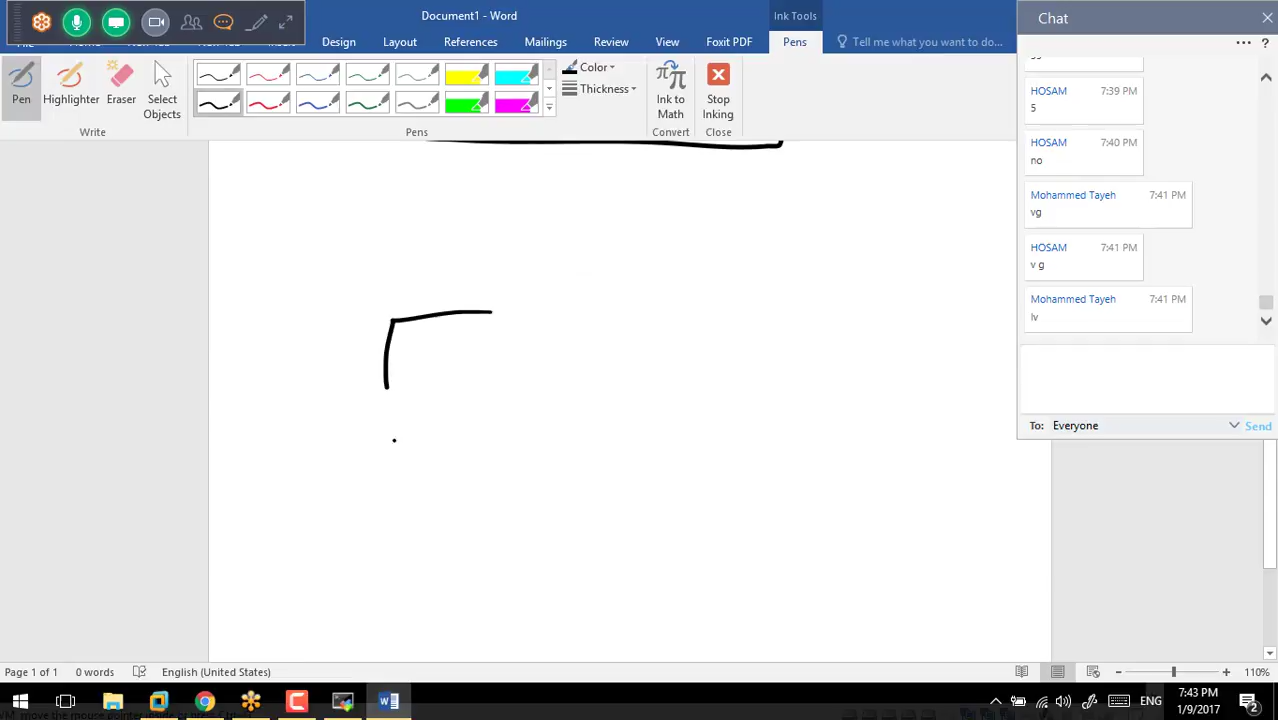 Document1 - Word
Ink Tools
Design
Layout
References
Mailings
Review
View
Foxit PDF
Pens
Tell me what you want to do...
Pen
Highlighter
Eraser
Select Objects
Color
Thickness
Ink to Math
Stop Inking
Write
Pens
Convert
Close
Chat
HOSAM 7:39 PM
5
HOSAM 7:40 PM
no
Mohammed Tayeh 7:41 PM
vg
HOSAM 7:41 PM
v g
Mohammed Tayeh 7:41 PM
lv
To: Everyone
Send
Page 1 of 1
0 words
English (United States)
110%
ENG
7:43 PM
1/9/2017
2